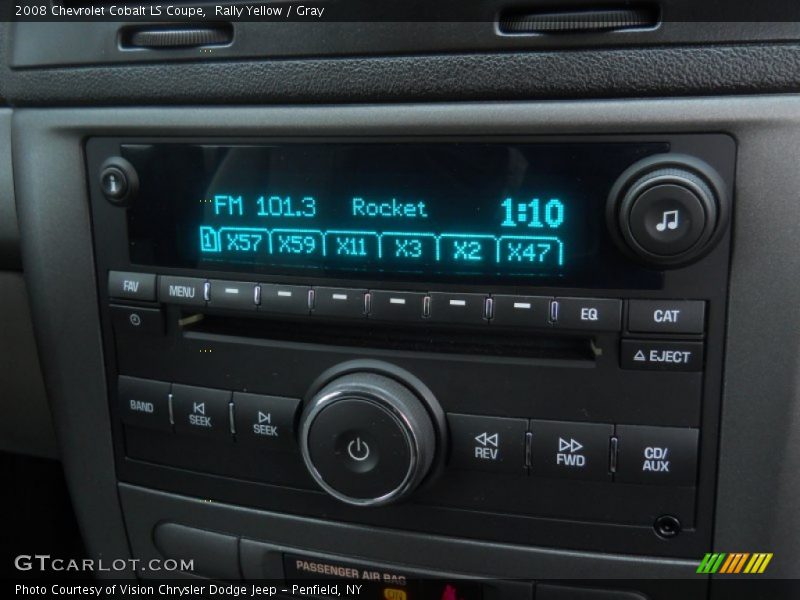 2008 Chevrolet Cobalt LS Coupe, Rally Yellow / Gray
FM 101.3 Rocket 1:10
1 X57 X59 X11 X3 X2 X47
FAV MENU EQ CAT
EJECT
BAND SEEK SEEK REV FWD CD/
AUX
PASSENGER AIR BAG
GTCARLOT.COM
Photo Courtesy of Vision Chrysler Dodge Jeep - Penfield, NY